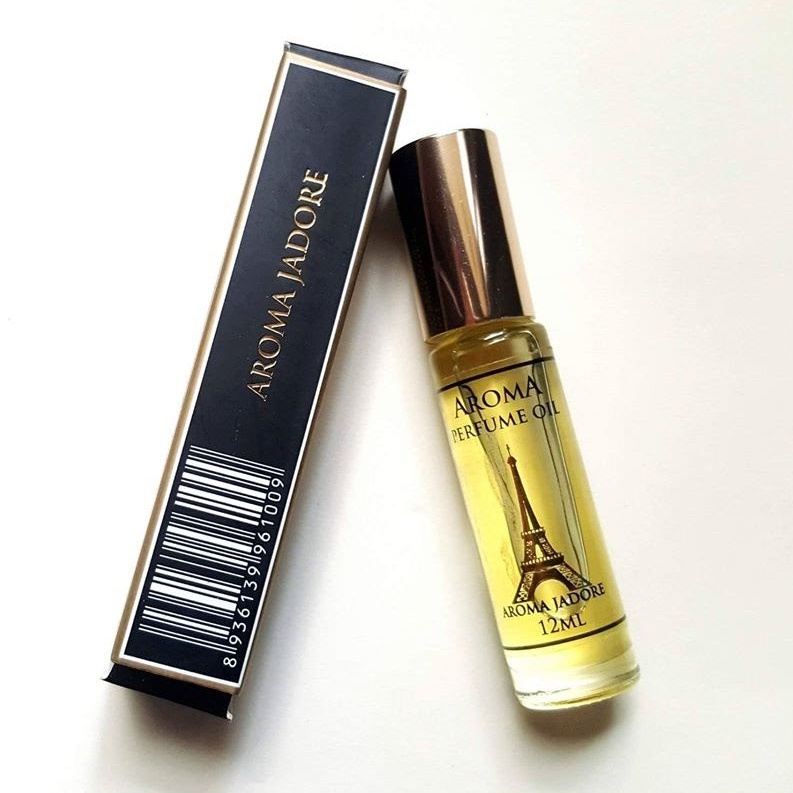 AROMA JADORE
8 936139 961009
AROMA
PERFUME OIL
AROMA JADORE
12ML